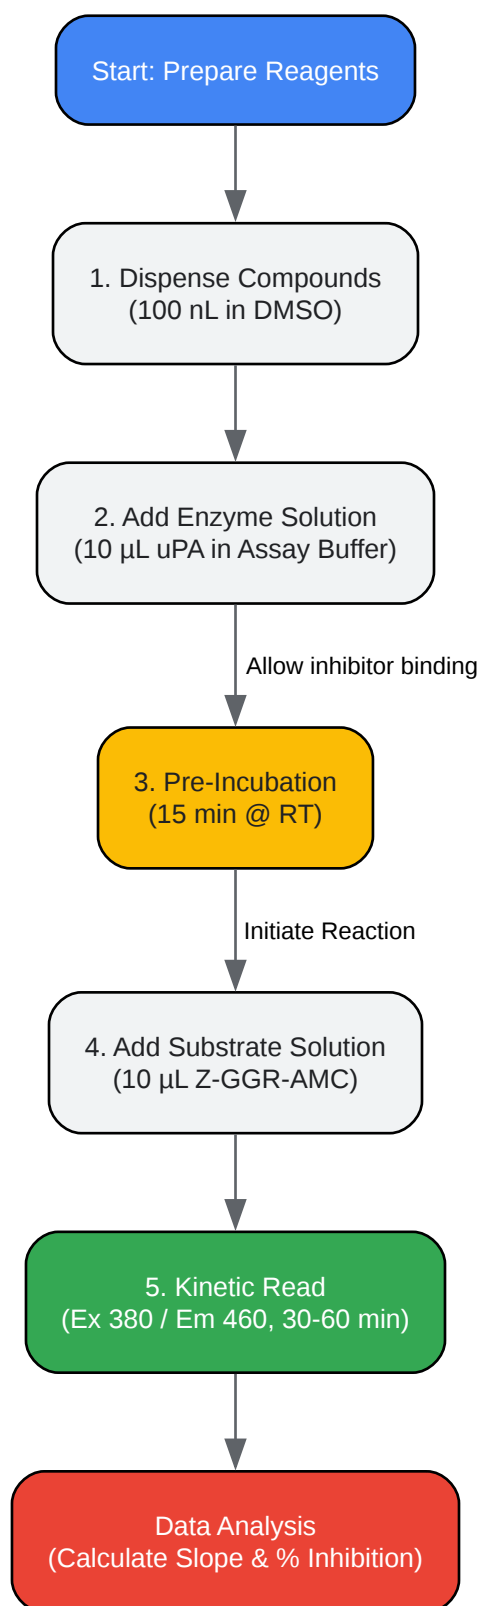 Start: Prepare Reagents
1. Dispense Compounds
(100 nL in DMSO)
2. Add Enzyme Solution
(10 µL uPA in Assay Buffer)
Allow inhibitor binding
3. Pre-Incubation
(15 min @ RT)
Initiate Reaction
4. Add Substrate Solution
(10 µL Z-GGR-AMC)
5. Kinetic Read
(Ex 380 / Em 460, 30-60 min)
Data Analysis
(Calculate Slope & % Inhibition)